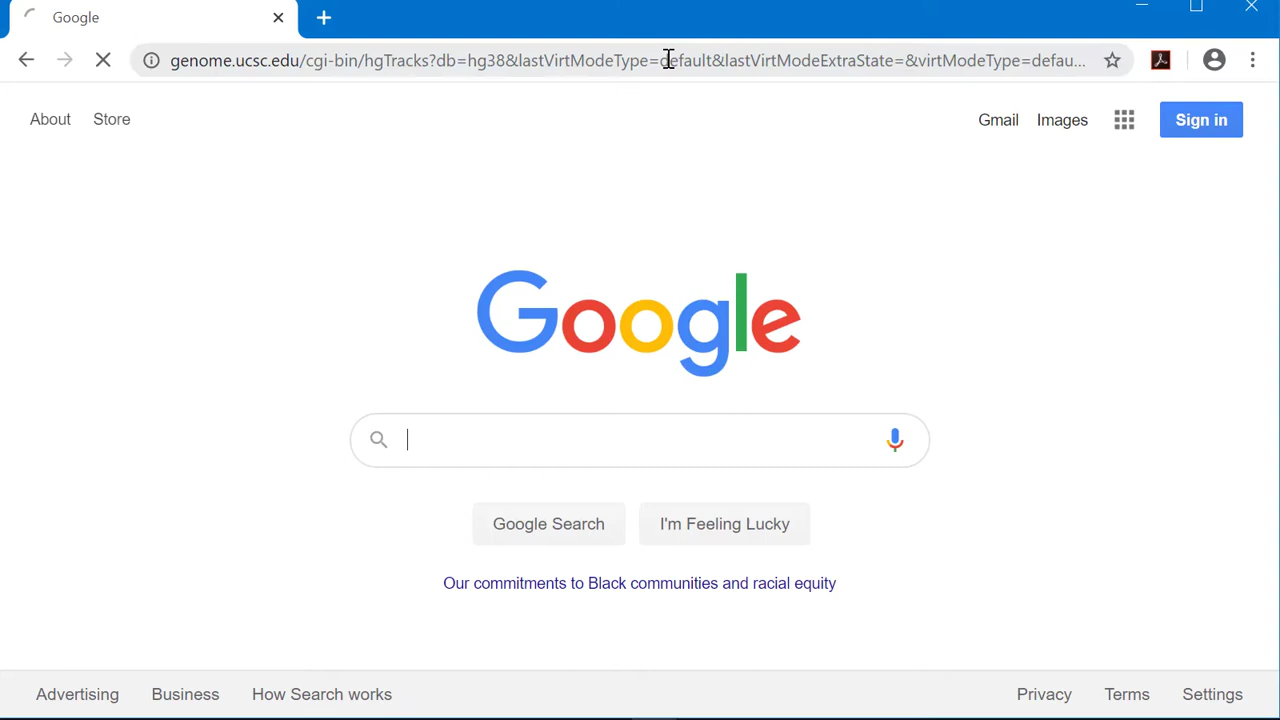 Google
genome.ucsc.edu/cgi-bin/hgTracks?db=hg38&lastVirtModeType=default&lastVirtModeExtraState=&virtModeType=defau...
About Store Gmail Images Sign in
Google
Google Search I'm Feeling Lucky
Our commitments to Black communities and racial equity
Advertising Business How Search works Privacy Terms Settings